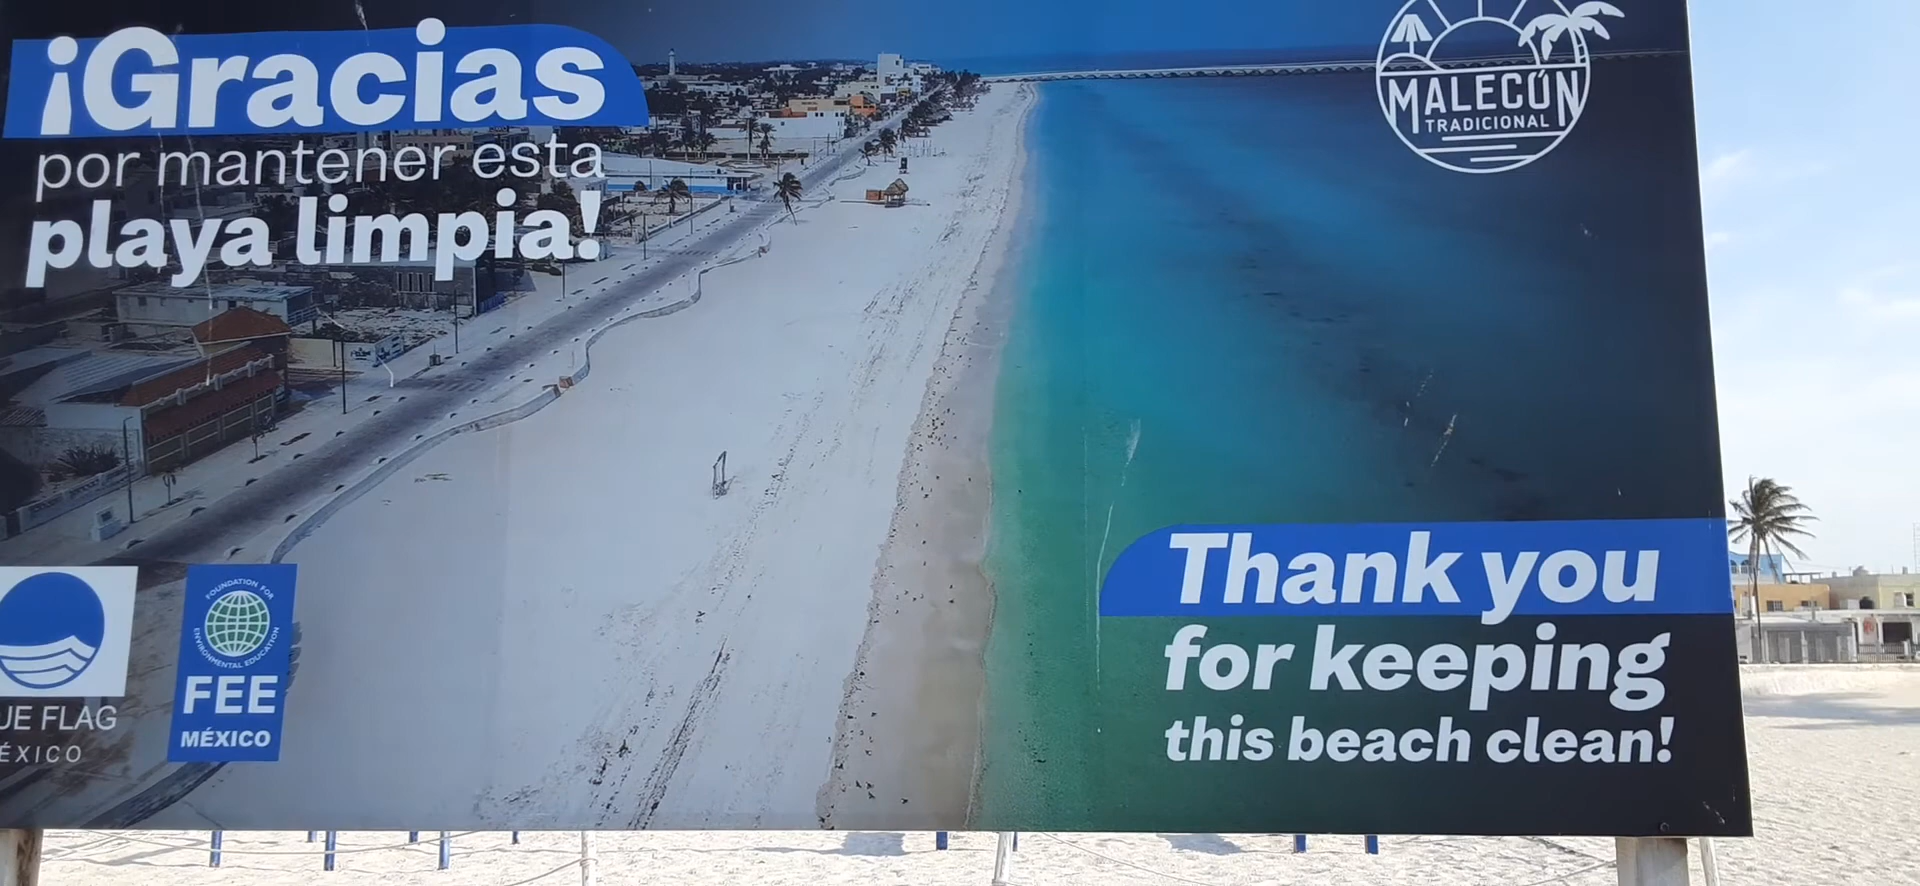 ¡Gracias
por mantener esta
playa limpia!
MALECÓN
TRADICIONAL
FOUNDATION FOR
ENVIRONMENTAL EDUCATION
FEE
MÉXICO
UE FLAG
ÉXICO
Thank you
for keeping
this beach clean!